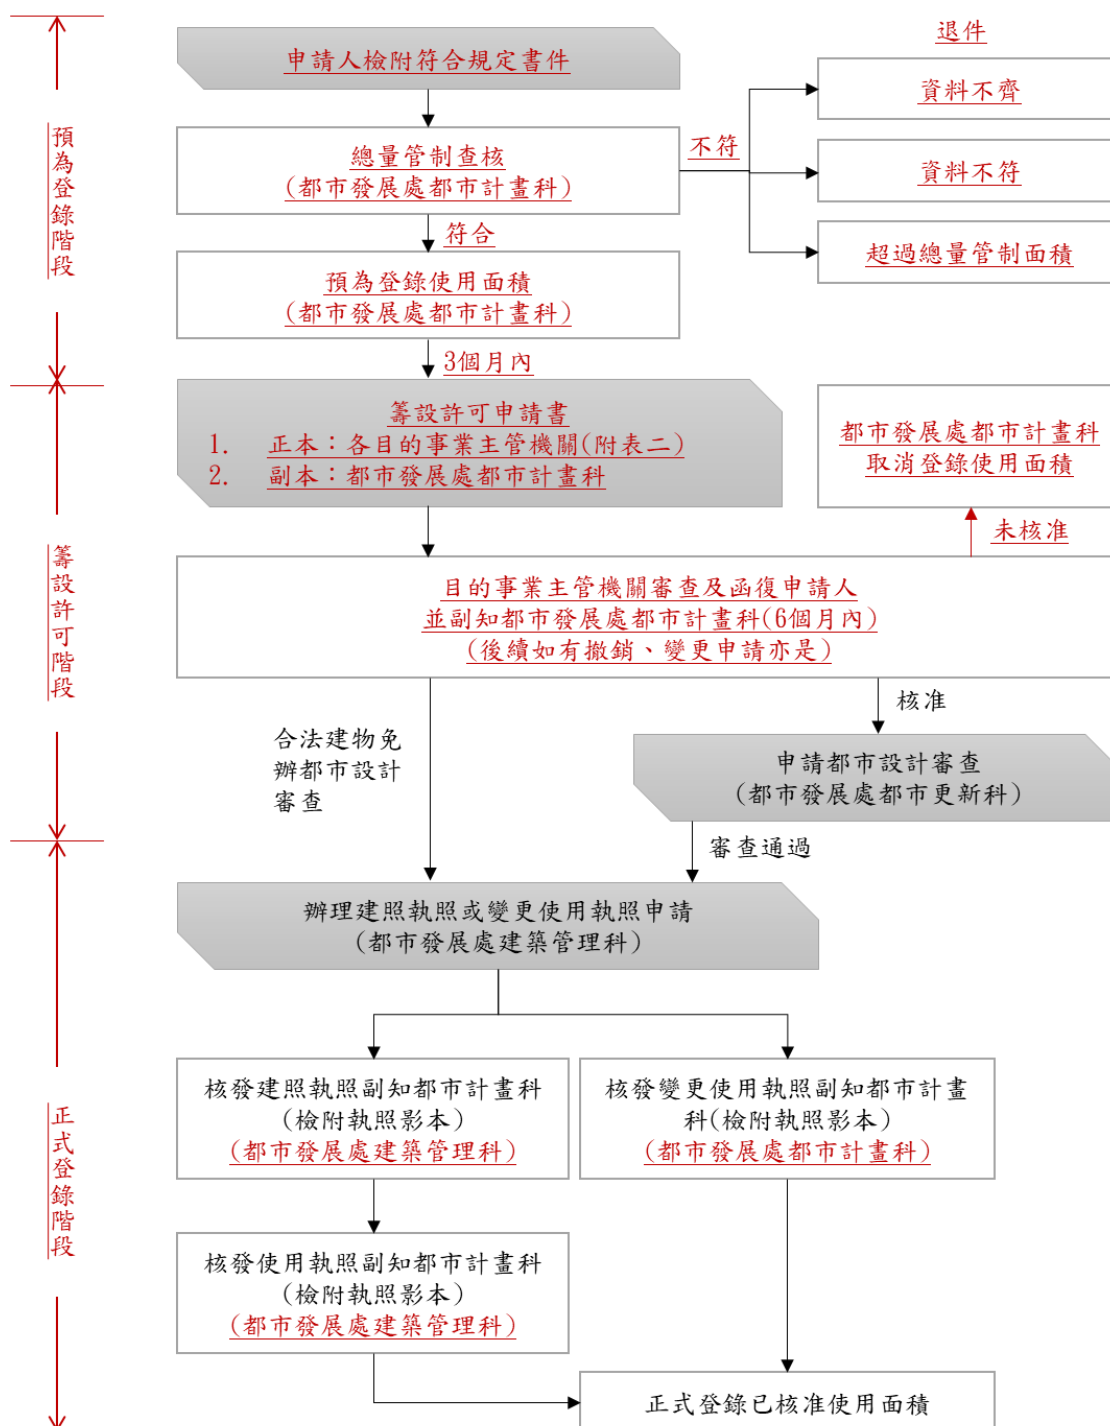 預為登錄階段
申請人檢附符合規定書件
退件
資料不齊
總量管制查核
(都市發展處都市計畫科)
不符
資料不符
符合
超過總量管制面積
預為登錄使用面積
(都市發展處都市計畫科)
3個月內
籌設許可階段
籌設許可申請書
1. 正本：各目的事業主管機關(附表二)
2. 副本：都市發展處都市計畫科
都市發展處都市計畫科
取消登錄使用面積
未核准
目的事業主管機關審查及函復申請人
並副知都市發展處都市計畫科(6個月內)
(後續如有撤銷、變更申請亦是)
合法建物免
辦都市設計
審查
核准
申請都市設計審查
(都市發展處都市更新科)
審查通過
正式登錄階段
辦理建照執照或變更使用執照申請
(都市發展處建築管理科)
核發建照執照副知都市計畫科
(檢附執照影本)
(都市發展處建築管理科)
核發變更使用執照副知都市計畫
科(檢附執照影本)
(都市發展處都市計畫科)
核發使用執照副知都市計畫科
(檢附執照影本)
(都市發展處建築管理科)
正式登錄已核准使用面積